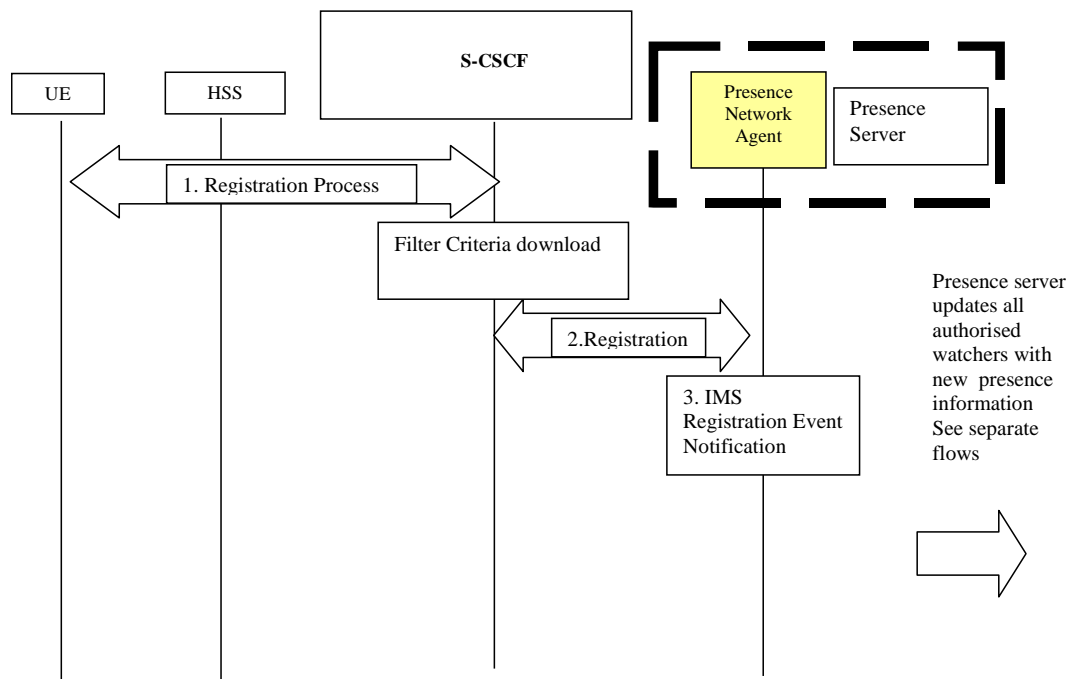 S-CSCF
UE
HSS
Presence
Network
Agent
Presence
Server
1. Registration Process
Filter Criteria download
2.Registration
3. IMS
Registration Event
Notification
Presence server
updates all
authorised
watchers with
new presence
information
See separate
flows